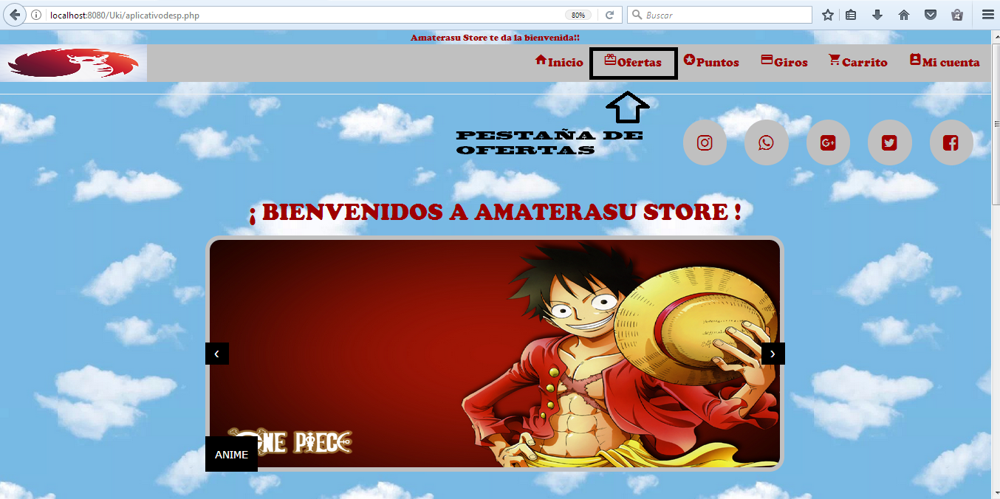 localhost:8080/Uki/aplicativodesp.php
80%
Buscar
Amaterasu Store te da la bienvenida!!
Inicio
Ofertas
Puntos
Giros
Carrito
Mi cuenta
PESTAÑA DE
OFERTAS
G+
¡ BIENVENIDOS A AMATERASU STORE !
‹
›
ONE PIECE
ANIME